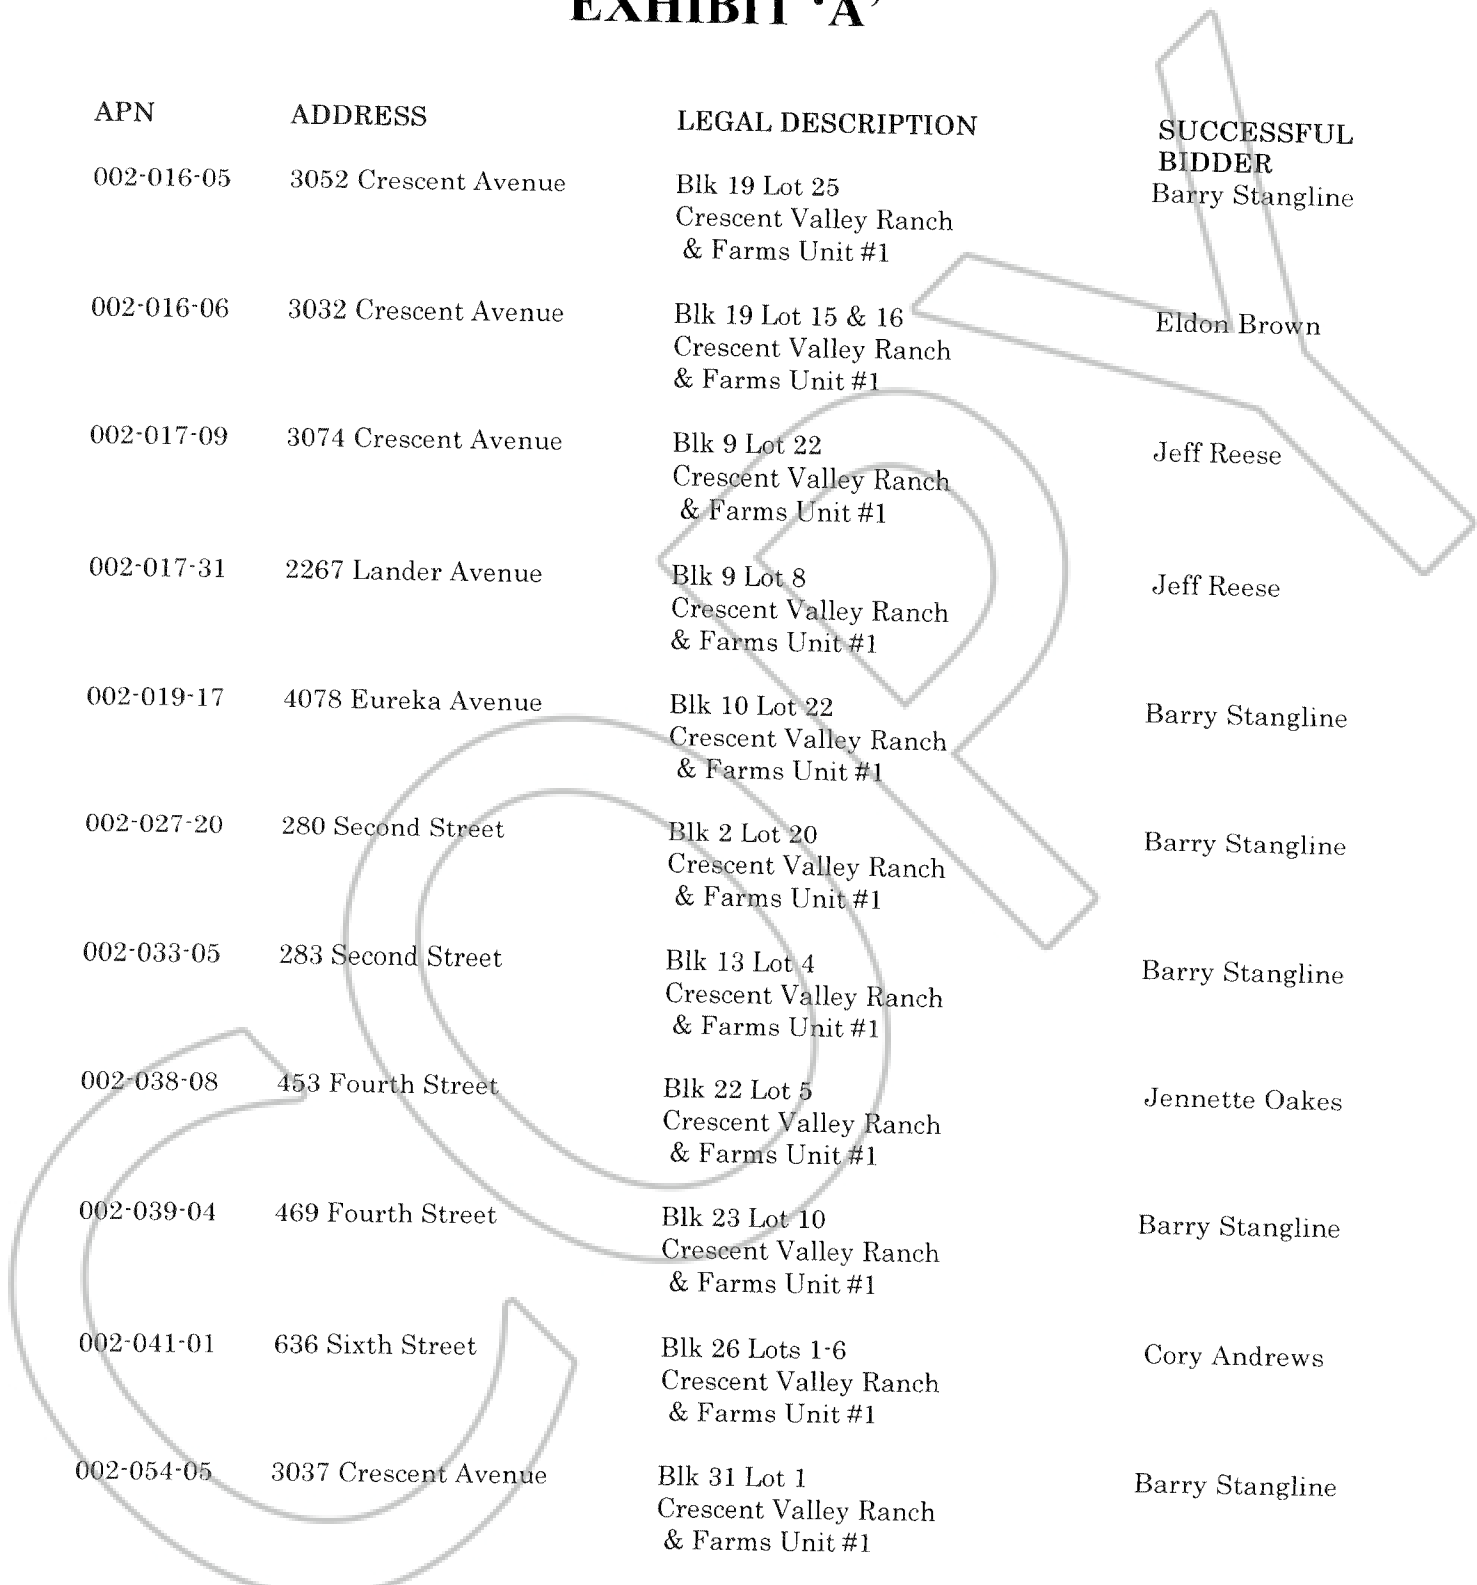 EXHIBIT ‘A’
APN ADDRESS LEGAL DESCRIPTION SUCCESSFUL
BIDDER
002-016-05 3052 Crescent Avenue Blk 19 Lot 25 Barry Stangline
Crescent Valley Ranch
& Farms Unit #1
002-016-06 3032 Crescent Avenue Blk 19 Lot 15 & 16 Eldon Brown
Crescent Valley Ranch
& Farms Unit #1
002-017-09 3074 Crescent Avenue Blk 9 Lot 22 Jeff Reese
Crescent Valley Ranch
& Farms Unit #1
002-017-31 2267 Lander Avenue Blk 9 Lot 8 Jeff Reese
Crescent Valley Ranch
& Farms Unit #1
002-019-17 4078 Eureka Avenue Blk 10 Lot 22 Barry Stangline
Crescent Valley Ranch
& Farms Unit #1
002-027-20 280 Second Street Blk 2 Lot 20 Barry Stangline
Crescent Valley Ranch
& Farms Unit #1
002-033-05 283 Second Street Blk 13 Lot 4 Barry Stangline
Crescent Valley Ranch
& Farms Unit #1
002-038-08 453 Fourth Street Blk 22 Lot 5 Jennette Oakes
Crescent Valley Ranch
& Farms Unit #1
002-039-04 469 Fourth Street Blk 23 Lot 10 Barry Stangline
Crescent Valley Ranch
& Farms Unit #1
002-041-01 636 Sixth Street Blk 26 Lots 1-6 Cory Andrews
Crescent Valley Ranch
& Farms Unit #1
002-054-05 3037 Crescent Avenue Blk 31 Lot 1 Barry Stangline
Crescent Valley Ranch
& Farms Unit #1
COPY